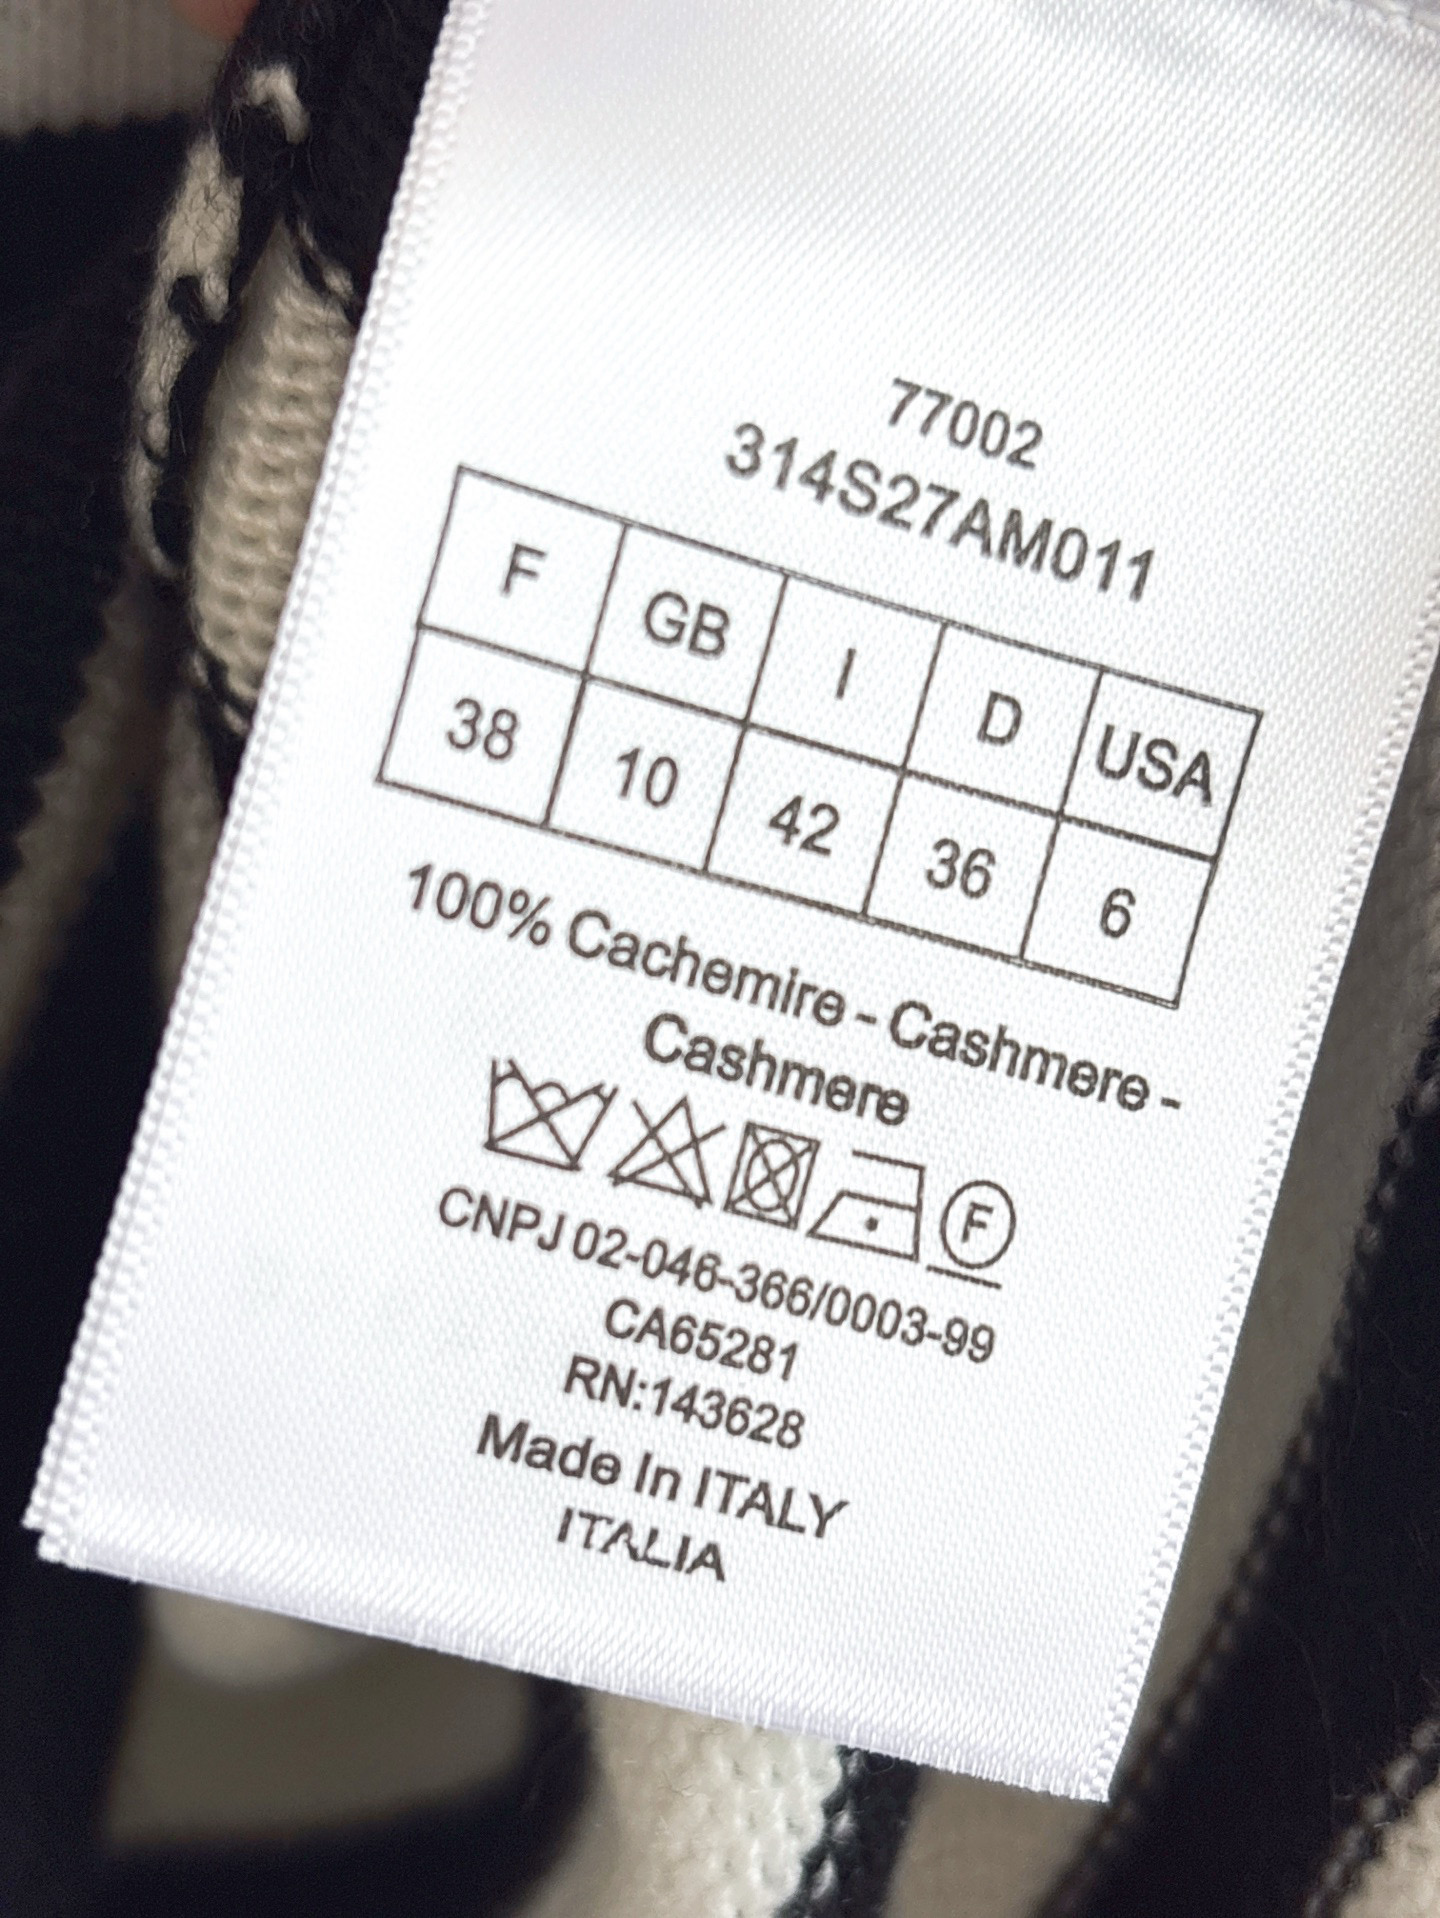 77002
314S27AM011
F GB I D USA
38 10 42 36 6
100% Cachemire - Cashmere -
Cashmere
F
CNPJ 02-046-366/0003-99
CA65281
RN:143628
Made In ITALY
ITALIA